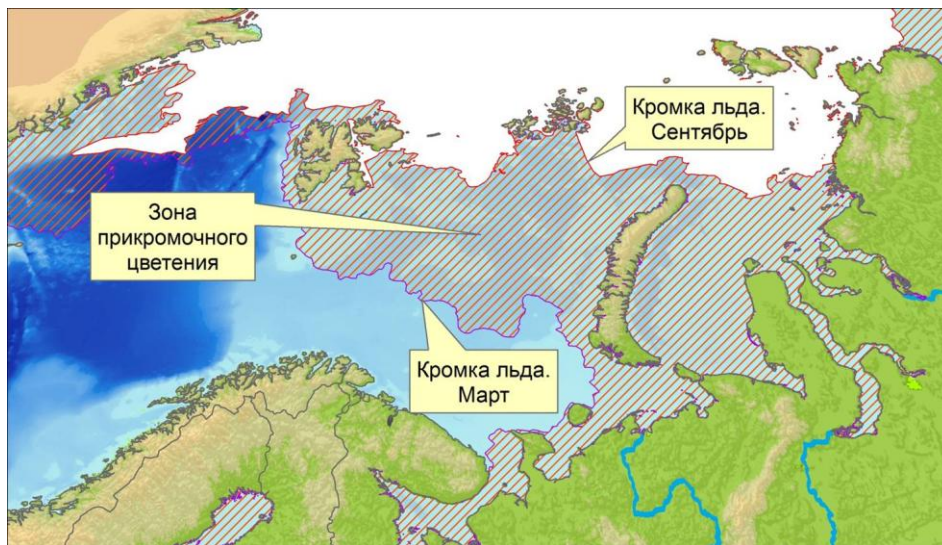 Кромка льда.
Сентябрь
Зона
прикромочного
цветения
Кромка льда.
Март